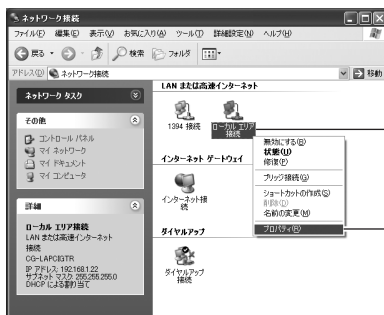 ネットワーク接続
ファイル(F) 編集(E) 表示(V) お気に入り(A) ツール(T) 詳細設定(N) ヘルプ(H)
戻る 検索 フォルダ
アドレス(D) ネットワーク接続 移動
ネットワーク タスク
その他
コントロール パネル
マイ ネットワーク
マイ ドキュメント
マイ コンピュータ
詳細
ローカル エリア接続
LAN または高速インターネット
接続
CG-LAPCIGTR
IP アドレス: 192.168.1.22
サブネット マスク: 255.255.255.0
DHCP による割り当て
LAN または高速インターネット
1394 接続
ローカル エリア
インターネット ゲートウェイ
インターネット接
続
ダイヤルアップ
ダイヤルアップ
接続
無効にする(B)
状態(U)
修復(P)
ブリッジ接続(G)
ショートカットの作成(S)
削除(D)
名前の変更(M)
プロパティ(R)